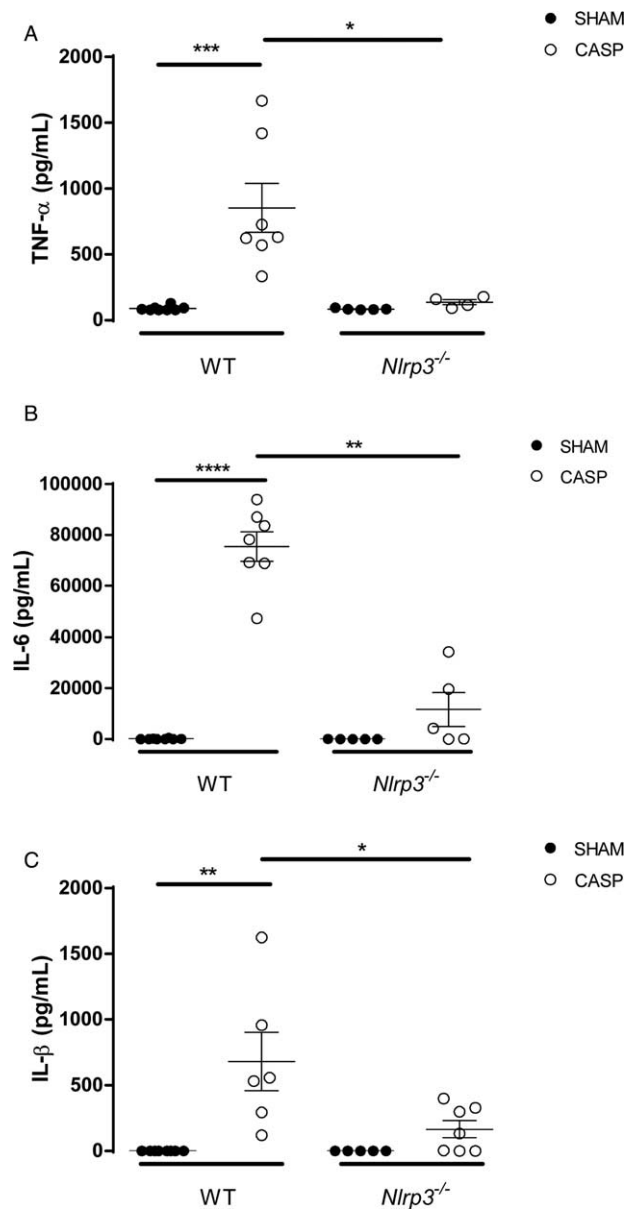 A
SHAM
CASP
***
*
2000
1500
1000
500
0
TNF-α (pg/mL)
WT
Nlrp3-/-
B
SHAM
CASP
****
**
100000
80000
60000
40000
20000
0
IL-6 (pg/mL)
WT
Nlrp3-/-
C
SHAM
CASP
**
*
2000
1500
1000
500
0
IL-β (pg/mL)
WT
Nlrp3-/-